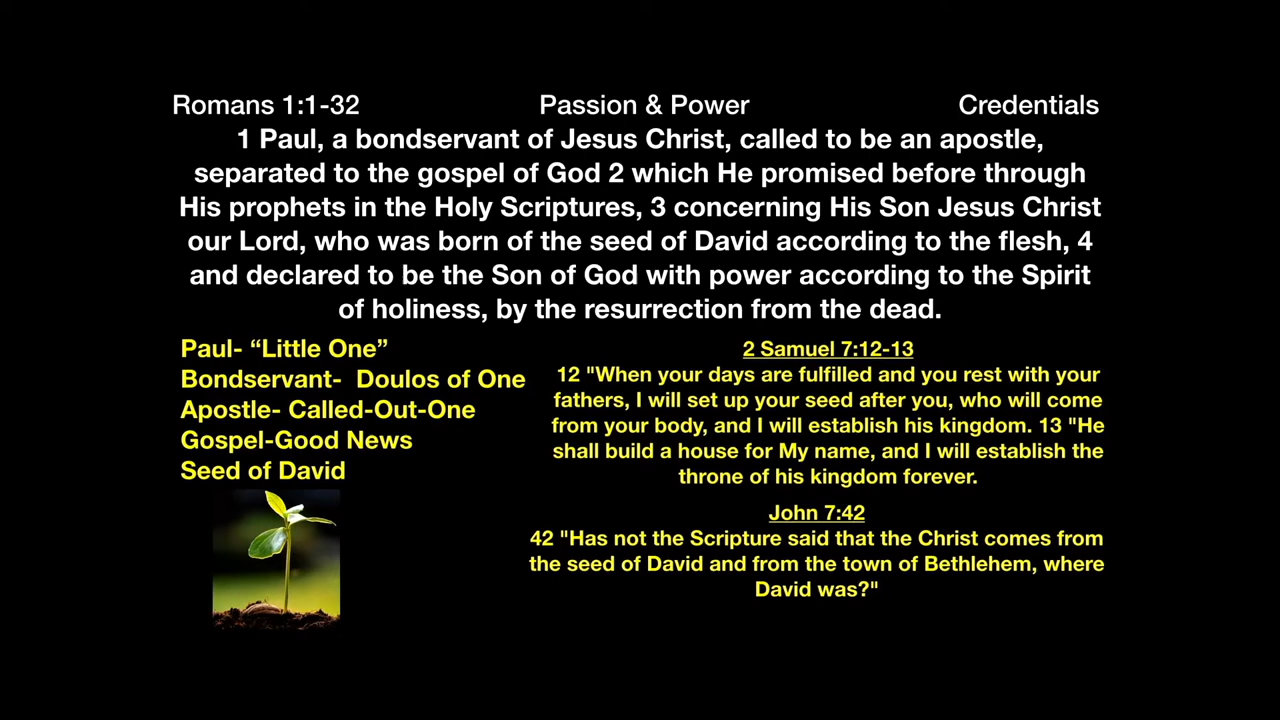 Romans 1:1-32 Passion & Power Credentials
1 Paul, a bondservant of Jesus Christ, called to be an apostle,
separated to the gospel of God 2 which He promised before through
His prophets in the Holy Scriptures, 3 concerning His Son Jesus Christ
our Lord, who was born of the seed of David according to the flesh, 4
and declared to be the Son of God with power according to the Spirit
of holiness, by the resurrection from the dead.
Paul- “Little One”
Bondservant-  Doulos of One
Apostle- Called-Out-One
Gospel-Good News
Seed of David
2 Samuel 7:12-13
12 "When your days are fulfilled and you rest with your
fathers, I will set up your seed after you, who will come
from your body, and I will establish his kingdom. 13 "He
shall build a house for My name, and I will establish the
throne of his kingdom forever.
John 7:42
42 "Has not the Scripture said that the Christ comes from
the seed of David and from the town of Bethlehem, where
David was?"